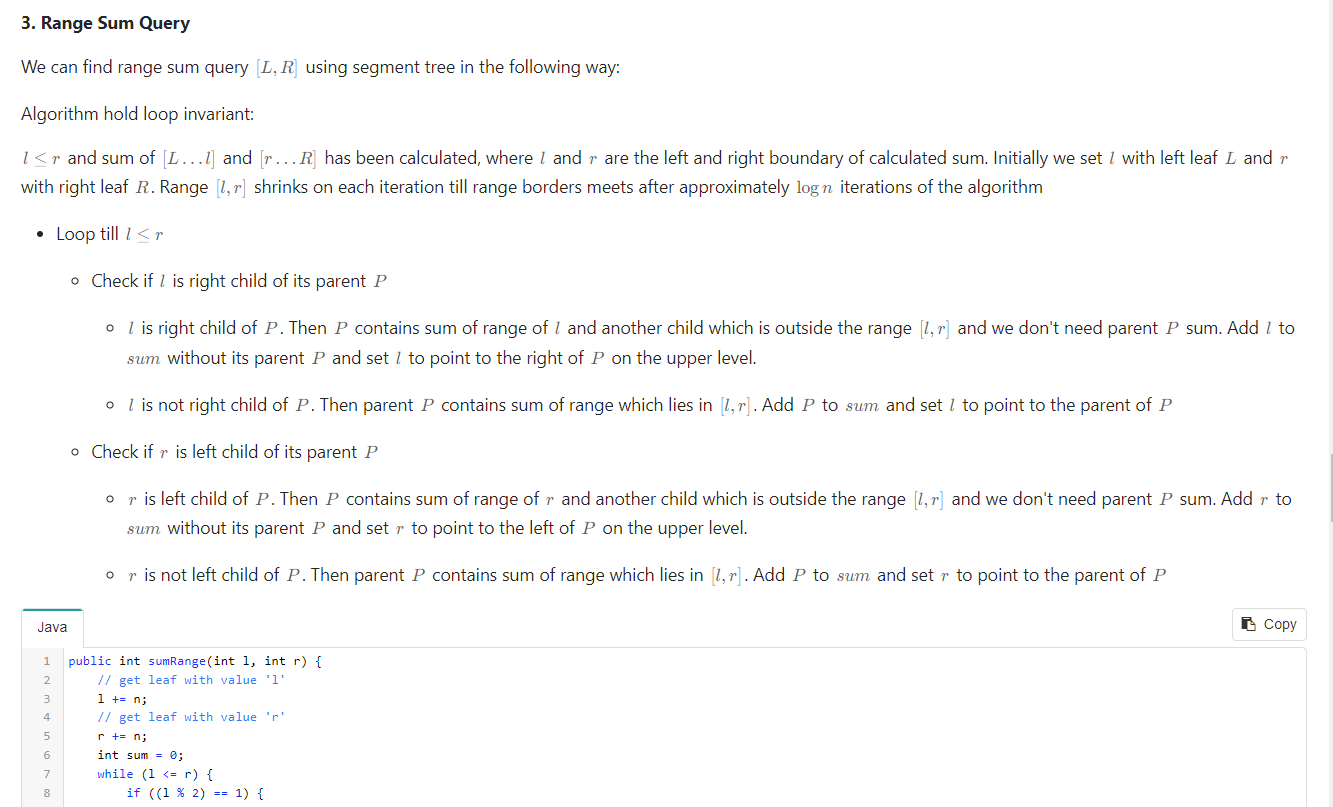 3. Range Sum Query
We can find range sum query [L, R] using segment tree in the following way:
Algorithm hold loop invariant:
l ≤ r and sum of [L…l] and [r…R] has been calculated, where l and r are the left and right boundary of calculated sum. Initially we set l with left leaf L and r
with right leaf R. Range [l, r] shrinks on each iteration till range borders meets after approximately log n iterations of the algorithm
• Loop till l ≤ r
◦ Check if l is right child of its parent P
◦ l is right child of P. Then P contains sum of range of l and another child which is outside the range [l, r] and we don't need parent P sum. Add l to
sum without its parent P and set l to point to the right of P on the upper level.
◦ l is not right child of P. Then parent P contains sum of range which lies in [l, r]. Add P to sum and set l to point to the parent of P
◦ Check if r is left child of its parent P
◦ r is left child of P. Then P contains sum of range of r and another child which is outside the range [l, r] and we don't need parent P sum. Add r to
sum without its parent P and set r to point to the left of P on the upper level.
◦ r is not left child of P. Then parent P contains sum of range which lies in [l, r]. Add P to sum and set r to point to the parent of P
Java
Copy
1 public int sumRange(int l, int r) {
2     // get leaf with value 'l'
3     l += n;
4     // get leaf with value 'r'
5     r += n;
6     int sum = 0;
7     while (l <= r) {
8         if ((l % 2) == 1) {